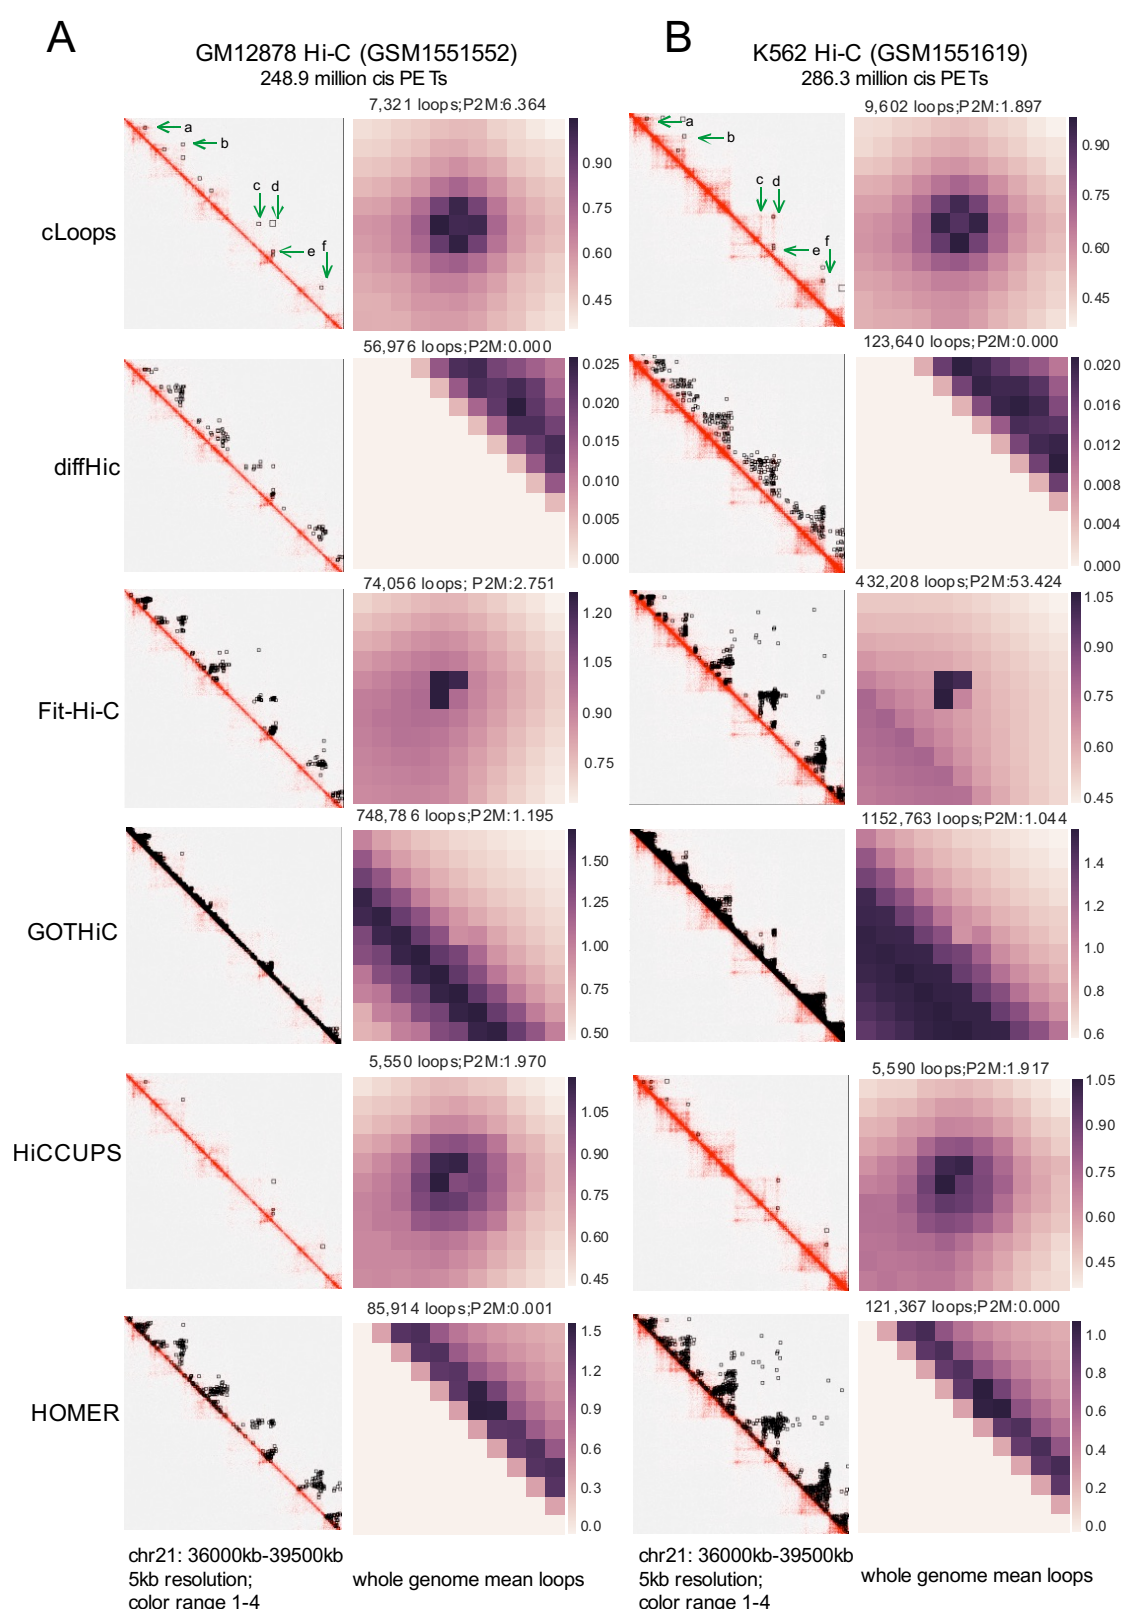 A
B
GM12878 Hi-C (GSM1551552)
248.9 million cis PETs
K562 Hi-C (GSM1551619)
286.3 million cis PETs
cLoops
7,321 loops;P2M:6.364
a
b
c
d
e
f
0.90
0.75
0.60
0.45
9,602 loops;P2M:1.897
a
b
c
d
e
f
0.90
0.75
0.60
0.45
diffHic
56,976 loops;P2M:0.000
0.025
0.020
0.015
0.010
0.005
0.000
123,640 loops;P2M:0.000
0.020
0.016
0.012
0.008
0.004
0.000
Fit-Hi-C
74,056 loops; P2M:2.751
1.20
1.05
0.90
0.75
432,208 loops;P2M:53.424
1.05
0.90
0.75
0.60
0.45
GOTHiC
748,786 loops;P2M:1.195
1.50
1.25
1.00
0.75
0.50
1152,763 loops;P2M:1.044
1.4
1.2
1.0
0.8
0.6
HiCCUPS
5,550 loops;P2M:1.970
1.05
0.90
0.75
0.60
0.45
5,590 loops;P2M:1.917
1.05
0.90
0.75
0.60
0.45
HOMER
85,914 loops;P2M:0.001
1.5
1.2
0.9
0.6
0.3
0.0
121,367 loops;P2M:0.000
1.0
0.8
0.6
0.4
0.2
0.0
chr21: 36000kb-39500kb
5kb resolution;
color range 1-4
whole genome mean loops
chr21: 36000kb-39500kb
5kb resolution;
color range 1-4
whole genome mean loops